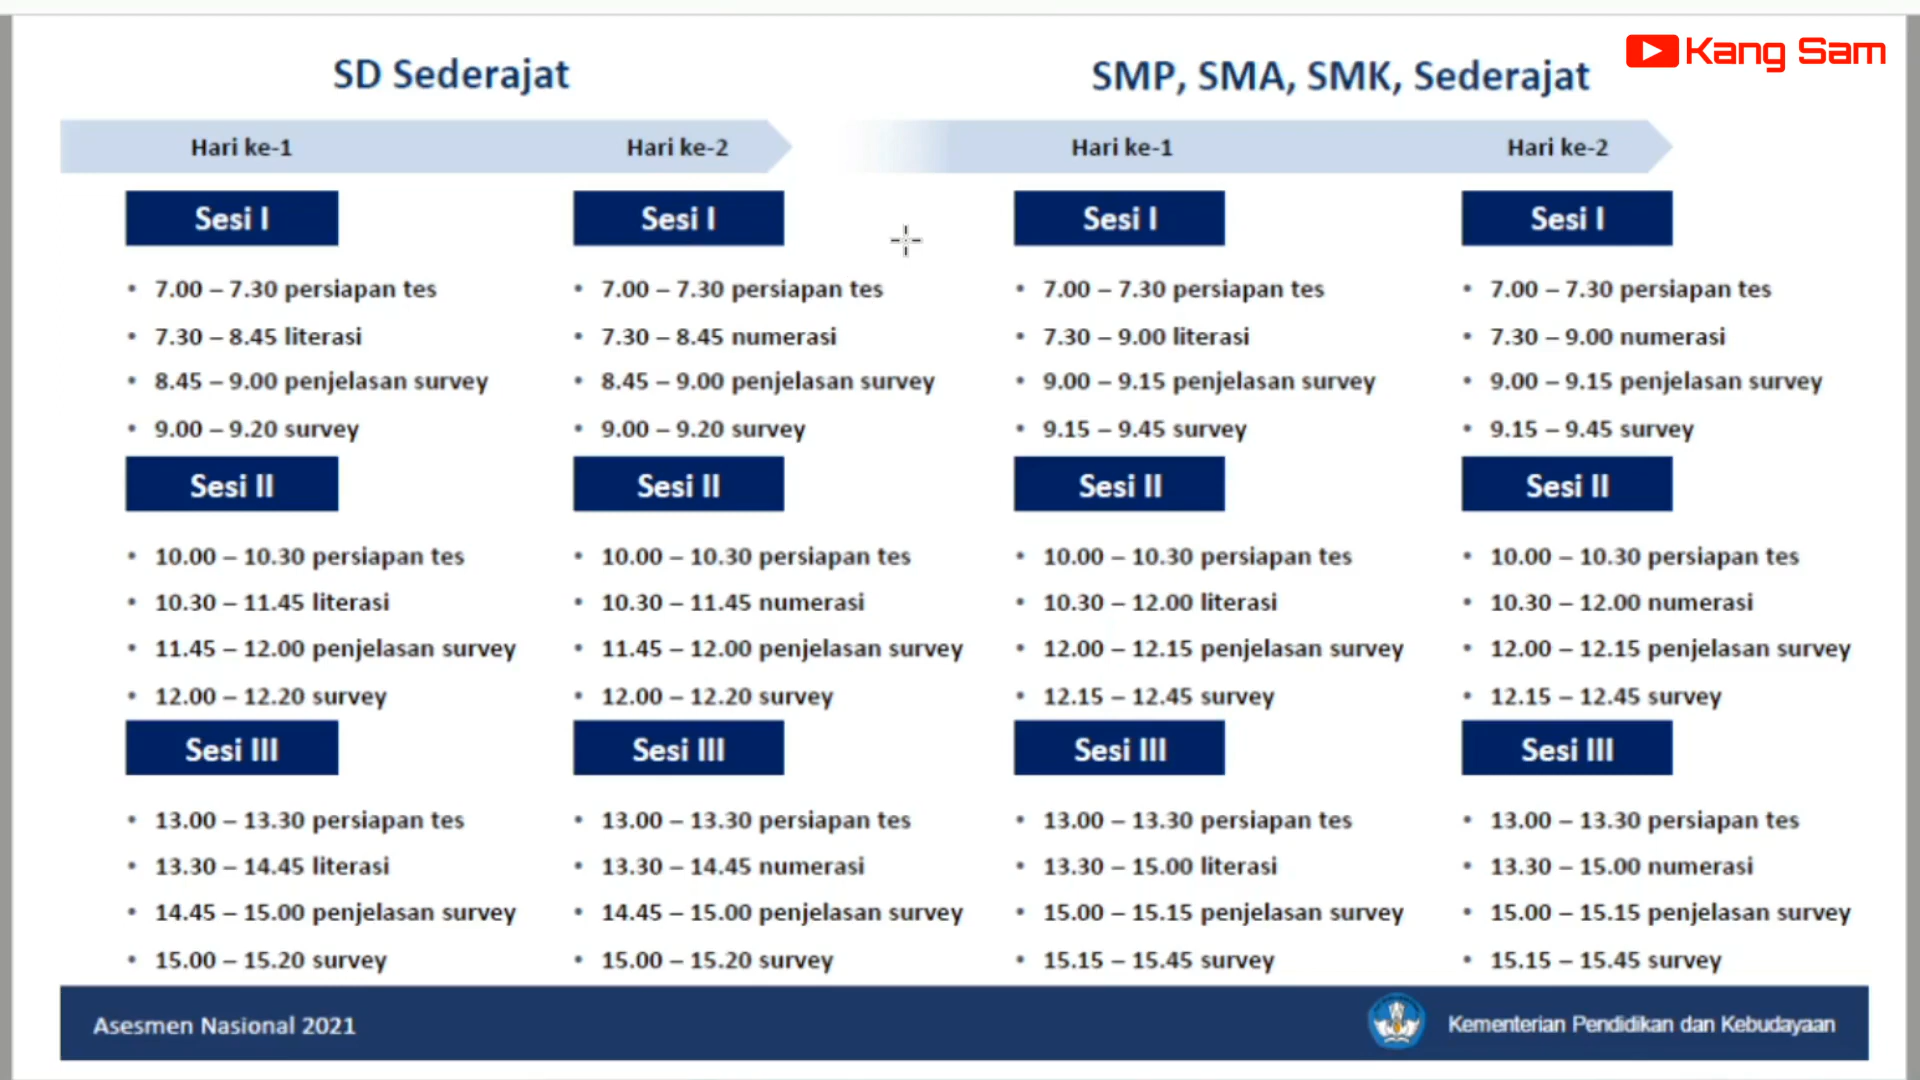 Kang Sam
SD Sederajat
Hari ke-1
Hari ke-2
Sesi I
• 7.00 – 7.30 persiapan tes
• 7.30 – 8.45 literasi
• 8.45 – 9.00 penjelasan survey
• 9.00 – 9.20 survey
Sesi II
• 10.00 – 10.30 persiapan tes
• 10.30 – 11.45 literasi
• 11.45 – 12.00 penjelasan survey
• 12.00 – 12.20 survey
Sesi III
• 13.00 – 13.30 persiapan tes
• 13.30 – 14.45 literasi
• 14.45 – 15.00 penjelasan survey
• 15.00 – 15.20 survey
Sesi I
• 7.00 – 7.30 persiapan tes
• 7.30 – 8.45 numerasi
• 8.45 – 9.00 penjelasan survey
• 9.00 – 9.20 survey
Sesi II
• 10.00 – 10.30 persiapan tes
• 10.30 – 11.45 numerasi
• 11.45 – 12.00 penjelasan survey
• 12.00 – 12.20 survey
Sesi III
• 13.00 – 13.30 persiapan tes
• 13.30 – 14.45 numerasi
• 14.45 – 15.00 penjelasan survey
• 15.00 – 15.20 survey
SMP, SMA, SMK, Sederajat
Hari ke-1
Hari ke-2
Sesi I
• 7.00 – 7.30 persiapan tes
• 7.30 – 9.00 literasi
• 9.00 – 9.15 penjelasan survey
• 9.15 – 9.45 survey
Sesi II
• 10.00 – 10.30 persiapan tes
• 10.30 – 12.00 literasi
• 12.00 – 12.15 penjelasan survey
• 12.15 – 12.45 survey
Sesi III
• 13.00 – 13.30 persiapan tes
• 13.30 – 15.00 literasi
• 15.00 – 15.15 penjelasan survey
• 15.15 – 15.45 survey
Sesi I
• 7.00 – 7.30 persiapan tes
• 7.30 – 9.00 numerasi
• 9.00 – 9.15 penjelasan survey
• 9.15 – 9.45 survey
Sesi II
• 10.00 – 10.30 persiapan tes
• 10.30 – 12.00 numerasi
• 12.00 – 12.15 penjelasan survey
• 12.15 – 12.45 survey
Sesi III
• 13.00 – 13.30 persiapan tes
• 13.30 – 15.00 numerasi
• 15.00 – 15.15 penjelasan survey
• 15.15 – 15.45 survey
Asesmen Nasional 2021
Kementerian Pendidikan dan Kebudayaan